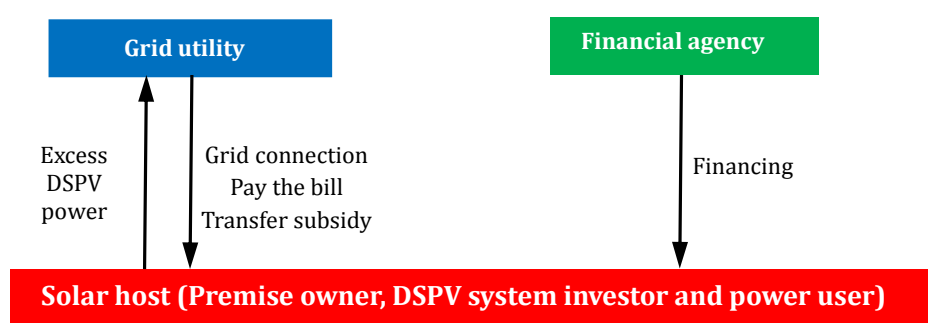 Grid utility
Financial agency
Excess
DSPV
power
Grid connection
Pay the bill
Transfer subsidy
Financing
Solar host (Premise owner, DSPV system investor and power user)